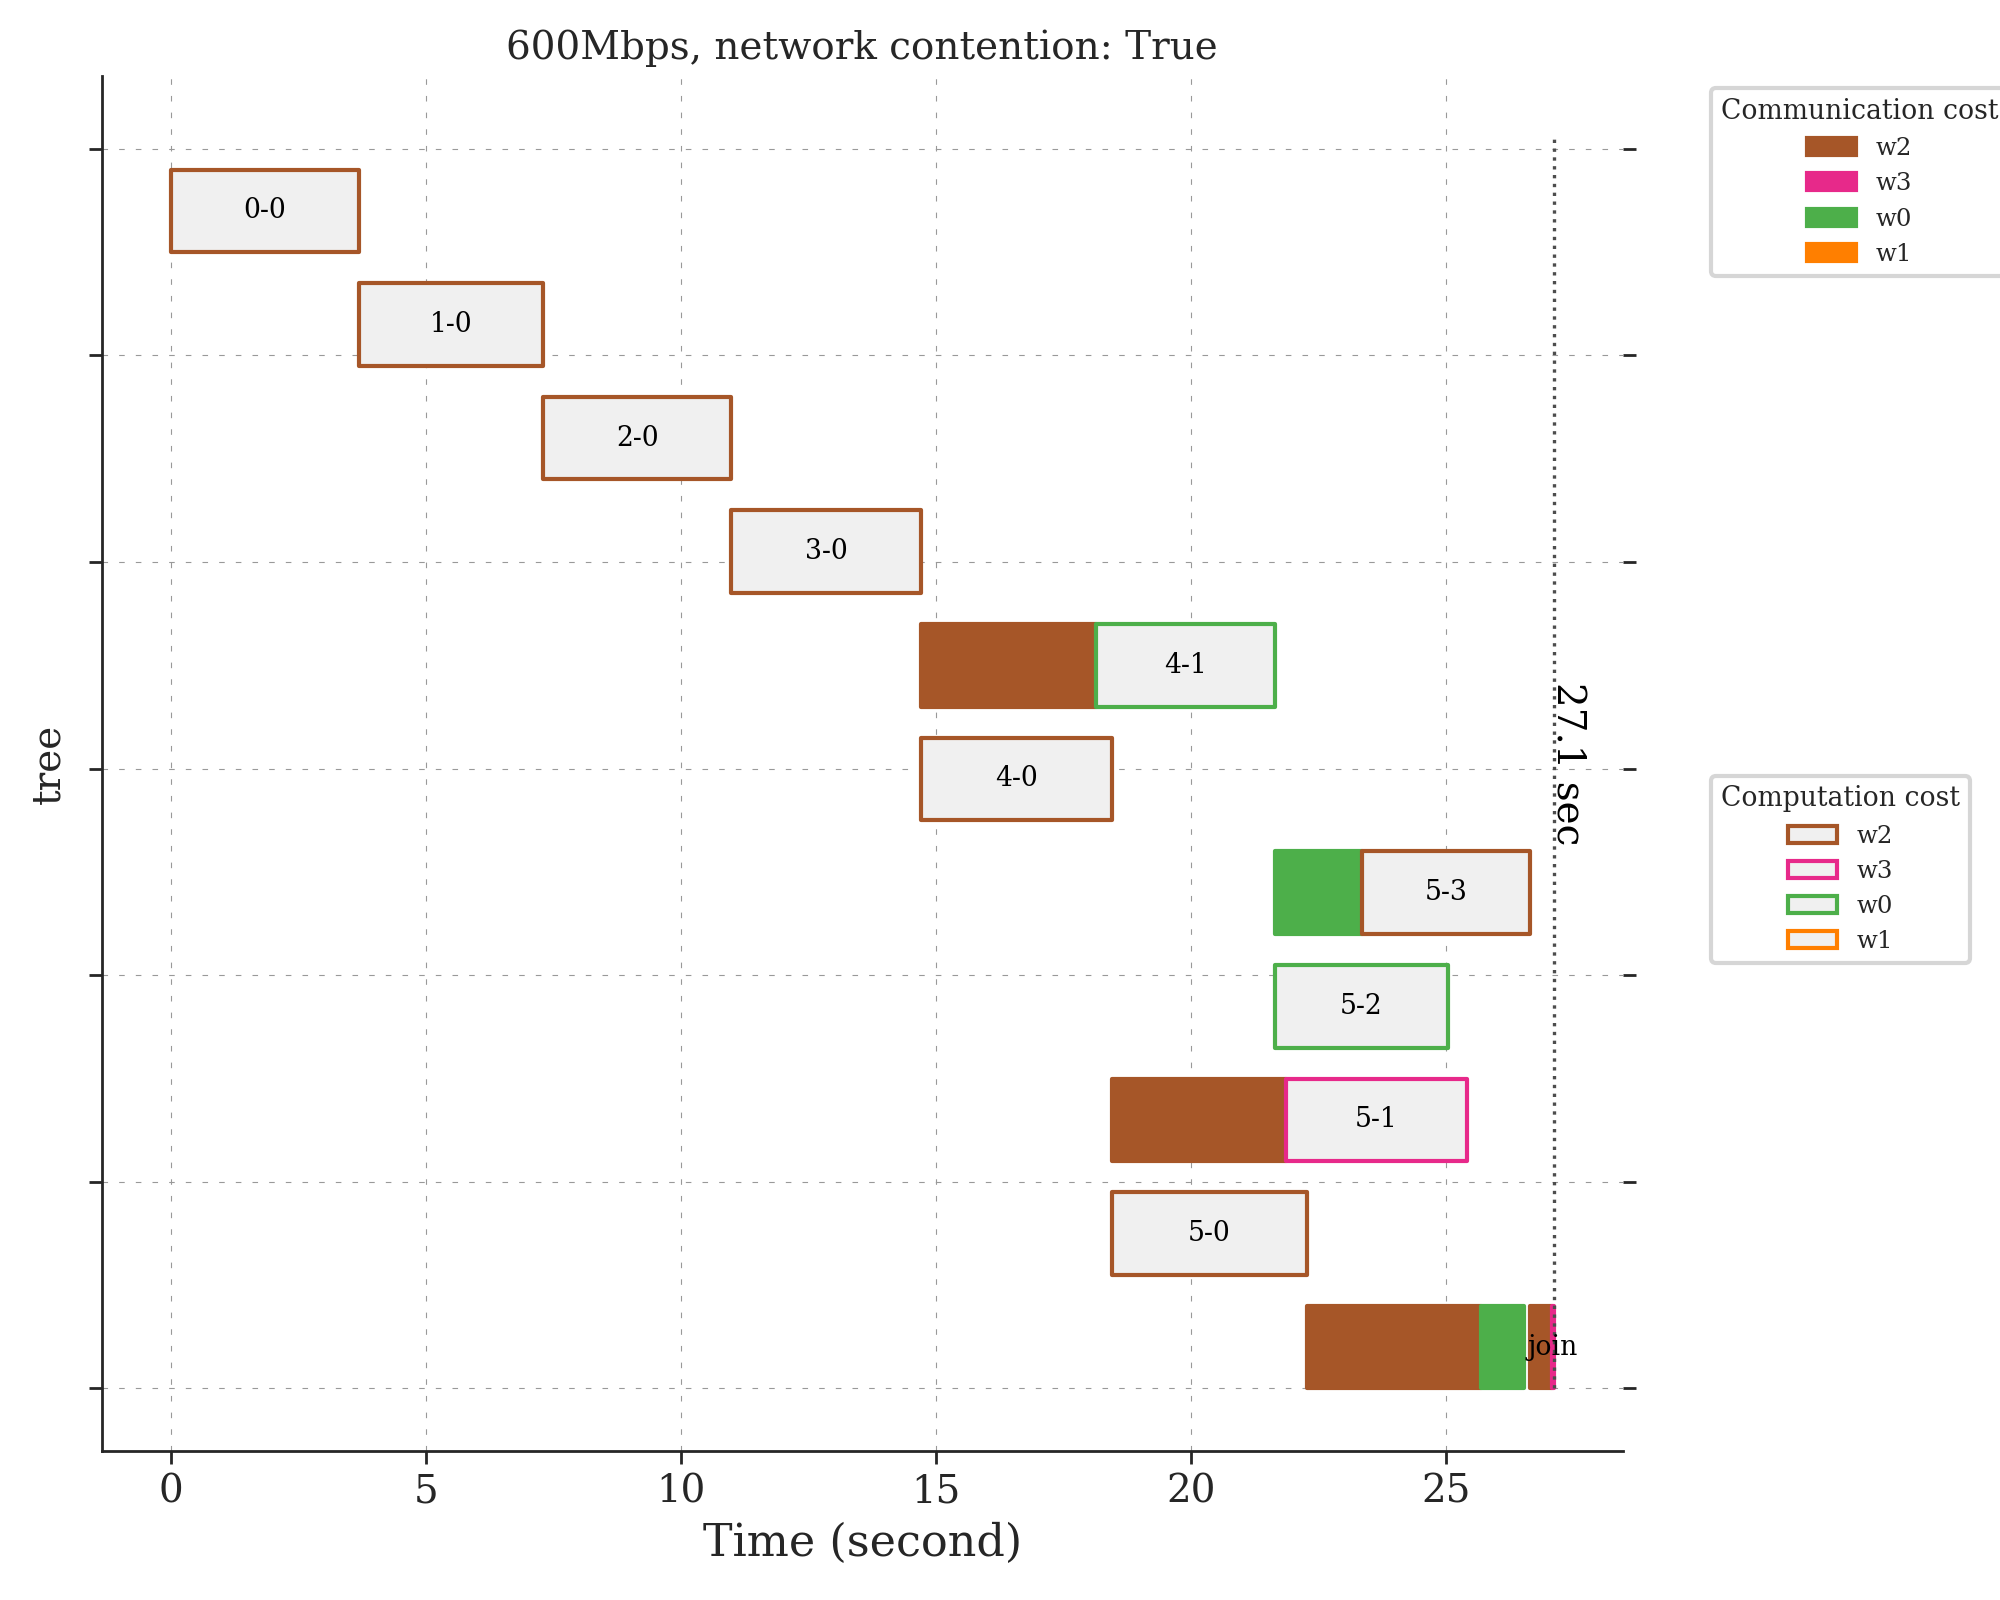 600Mbps, network contention: True
Communication cost
w2
w3
w0
w1
0-0
1-0
2-0
3-0
4-1
4-0
5-3
5-2
5-1
5-0
join
27.1 sec
tree
Computation cost
w2
w3
w0
w1
0
5
10
15
20
25
Time (second)